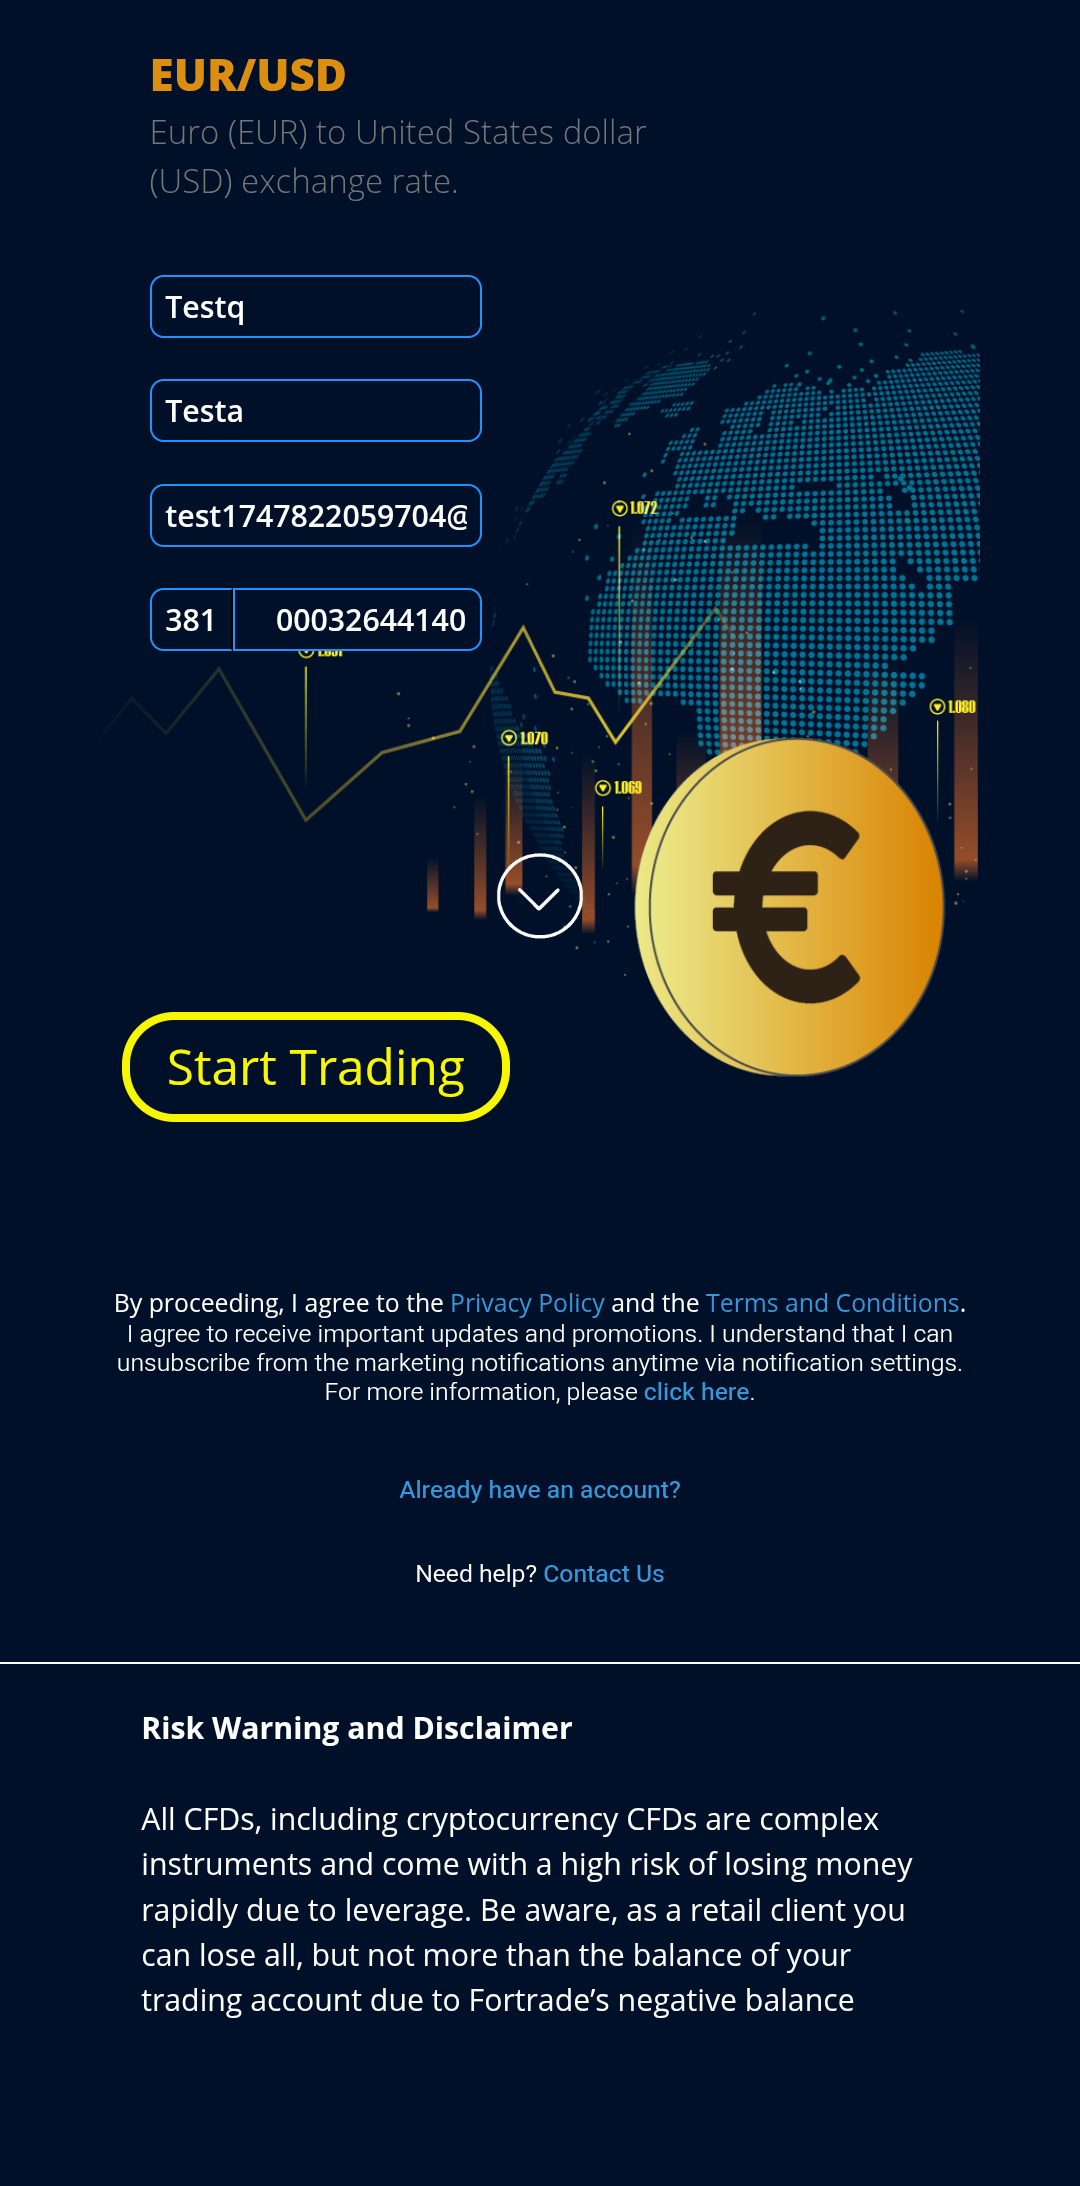 EUR/USD
Euro (EUR) to United States dollar
(USD) exchange rate.
Testq
Testa
test1747822059704@
381 00032644140
1.072
1.080
1.070
1.069
Start Trading
By proceeding, I agree to the Privacy Policy and the Terms and Conditions.
I agree to receive important updates and promotions. I understand that I can
unsubscribe from the marketing notifications anytime via notification settings.
For more information, please click here.
Already have an account?
Need help? Contact Us
Risk Warning and Disclaimer
All CFDs, including cryptocurrency CFDs are complex
instruments and come with a high risk of losing money
rapidly due to leverage. Be aware, as a retail client you
can lose all, but not more than the balance of your
trading account due to Fortrade’s negative balance